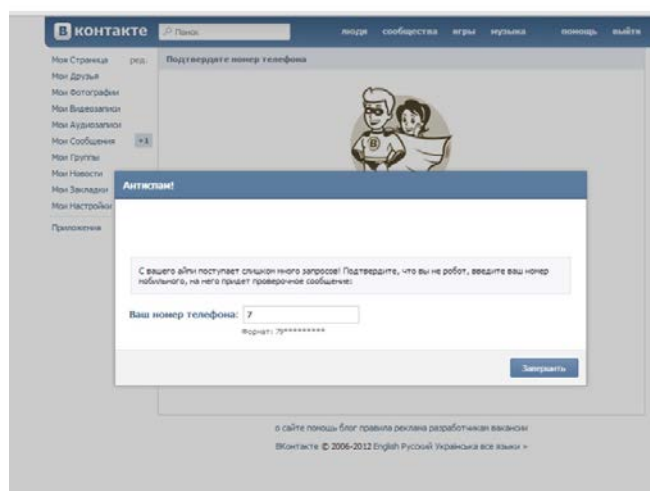 В контакте Поиск люди сообщества игры музыка помощь выйти
Моя Страница ред.
Подтвердите номер телефона
Мои Друзья
Мои Фотографии
Мои Видеозаписи
Мои Аудиозаписи
Мои Сообщения +1
Мои Группы
Мои Новости
Мои Закладки
Мои Настройки
Приложения
В
Антиспам!
С вашего айпи поступает слишком много запросов! Подтвердите, что вы не робот, введите ваш номер
мобильного, на него придет проверочное сообщение:
Ваш номер телефона: 7
Формат: 79*********
Завершить
о сайте помощь блог правила реклама разработчикам вакансии
ВКонтакте © 2006-2012 English Русский Українська все языки »